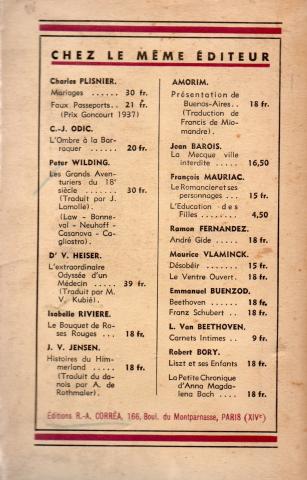 CHEZ LE MÊME ÉDITEUR
Charles PLISNIER.
Mariages ...... 30 fr.
Faux Passeports.. 21 fr.
(Prix Goncourt 1937)
C.-J. ODIC.
L'Ombre à la Bar-
raquer ...... 20 fr.
Peter WILDING.
Les Grands Aven-
turiers du 18e
siècle ....... 30 fr.
(Traduit par J.
Lamolle).
(Law - Bonne-
val - Neuhoff -
Casanova - Ca-
gliostro).
Dr V. HEISER.
L'extraordinaire
Odyssée d'un
Médecin .... 39 fr.
(Traduit par M.
V. Kubié).
Isabelle RIVIERE.
Le Bouquet de Ro-
ses Rouges ... 18 fr.
J. V. JENSEN.
Histoires du Him-
merland ..... 18 fr.
(Traduit du da-
nois par A. de
Rothmaler).
AMORIM.
Présentation de
Buenos-Aires.. 18 fr.
(Traduction de
Francis de Mio-
mandre).
Jean BAROIS.
La Mecque ville
interdite ..... 16,50
François MAURIAC.
Le Romancier et ses
personnages ... 15 fr.
L'Education des
Filles ....... 4,50
Ramon FERNANDEZ.
André Gide .... 18 fr.
Maurice VLAMINCK.
Désobéir ...... 15 fr.
Le Ventre Ouvert. 18 fr.
Emmanuel BUENZOD.
Beethoven ..... 18 fr.
Franz Schubert .. 18 fr.
L. Van BEETHOVEN.
Carnets Intimes .. 9 fr.
Robert BORY.
Liszt et ses Enfants 18 fr.
La Petite Chronique
d'Anna Magda-
lena Bach .... 18 fr.
Éditions R.-A. CORRÊA, 166, Boul. du Montparnasse, PARIS (XIVe)